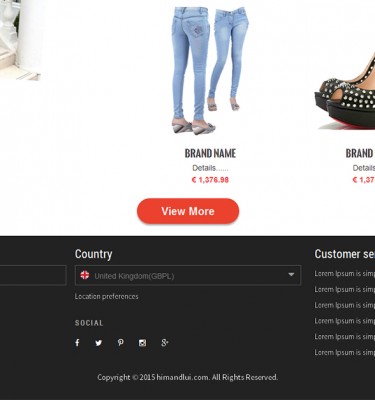 BRAND NAME
Details......
€ 1,376.98
BRAND
Details
€ 1,37
View More
Country
United Kingdom(GBPL)
Location preferences
SOCIAL
Customer se
Lorem Ipsum is simp
Lorem Ipsum is simp
Lorem Ipsum is simp
Lorem Ipsum is simp
Lorem Ipsum is simp
Lorem Ipsum is simp
Copyright © 2015 himandlui.com. All Rights Reserved.